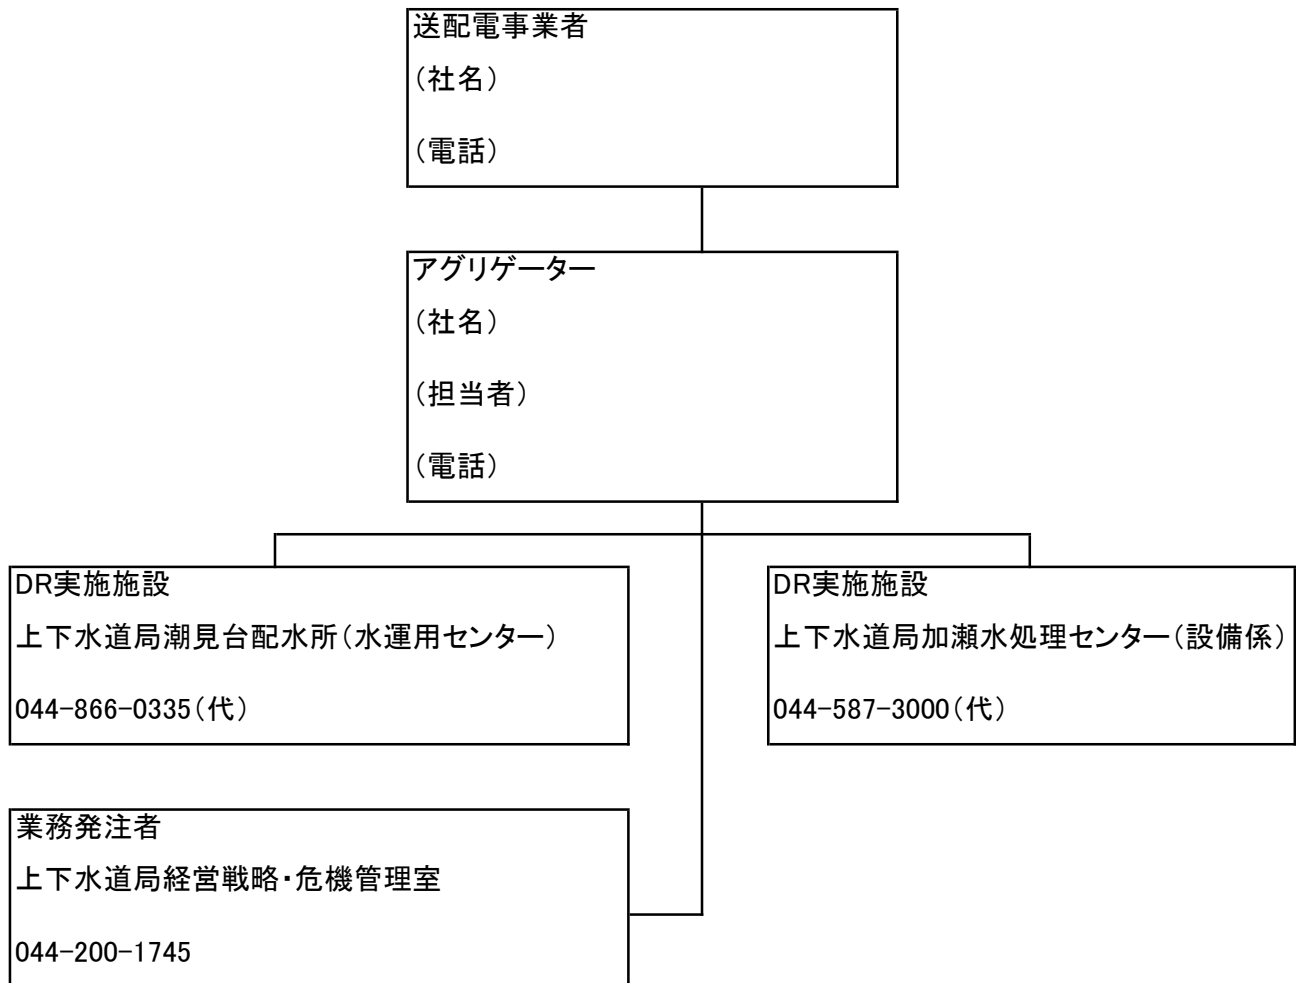 送配電事業者
（社名）
（電話）
アグリゲーター
（社名）
（担当者）
（電話）
DR実施施設
上下水道局潮見台配水所（水運用センター）
044-866-0335（代）
DR実施施設
上下水道局加瀬水処理センター（設備係）
044-587-3000（代）
業務発注者
上下水道局経営戦略・危機管理室
044-200-1745